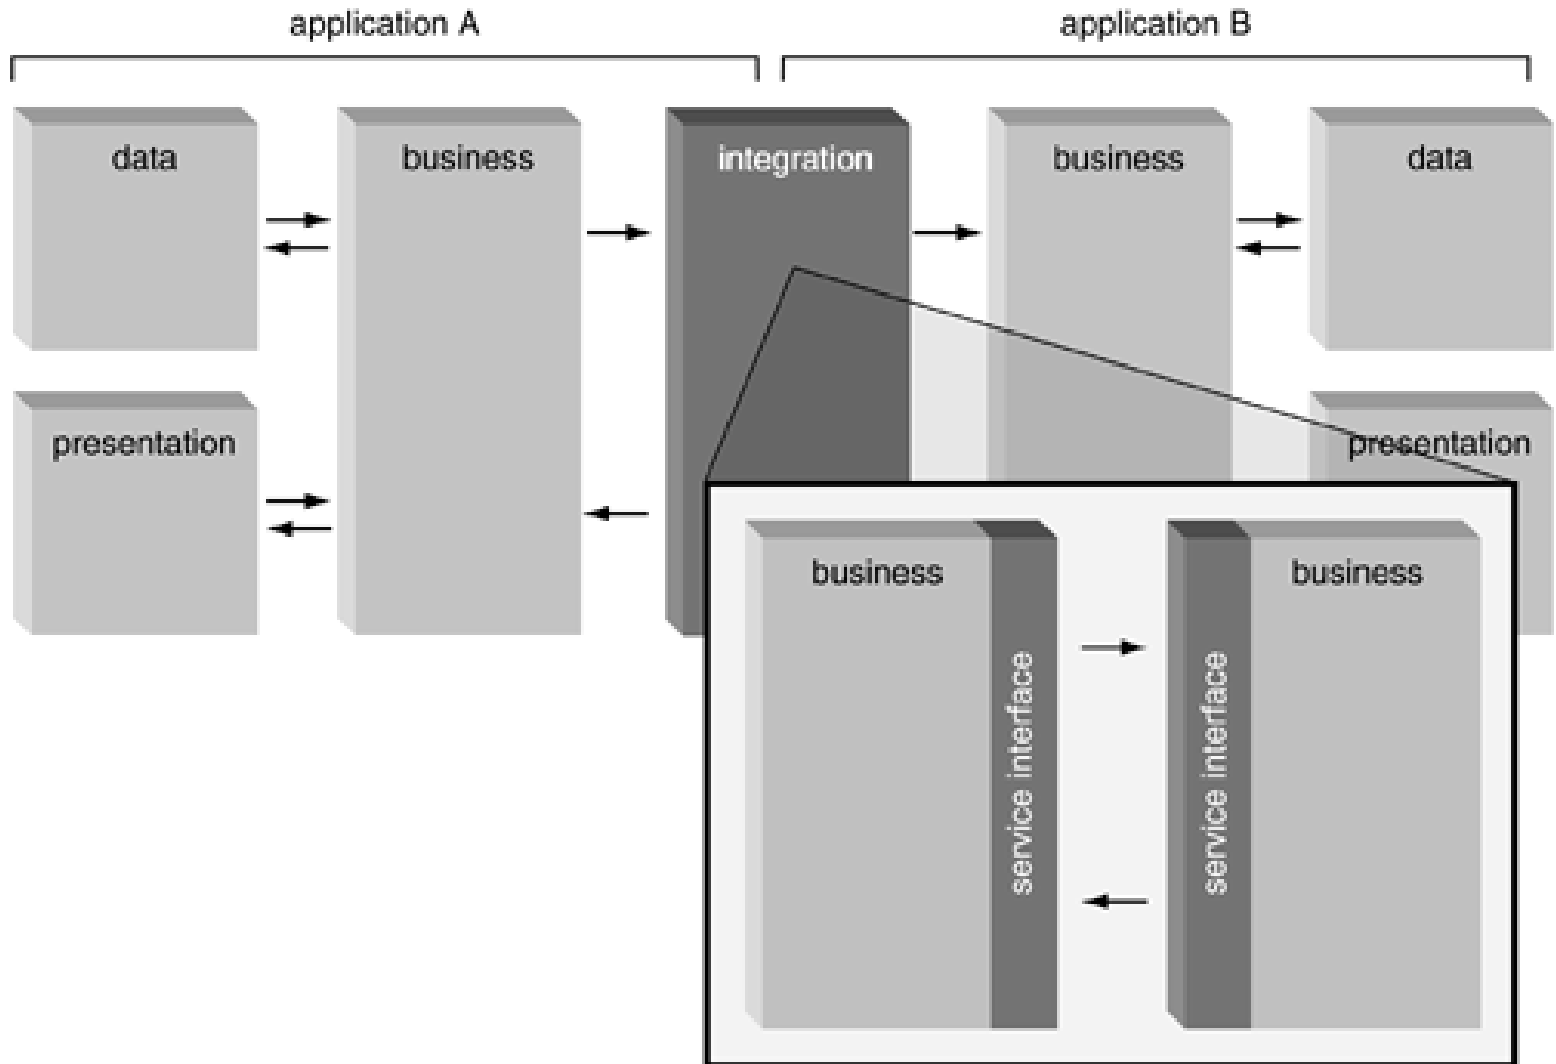 application A
application B
data
business
integration
business
data
presentation
presentation
business
service interface
service interface
business